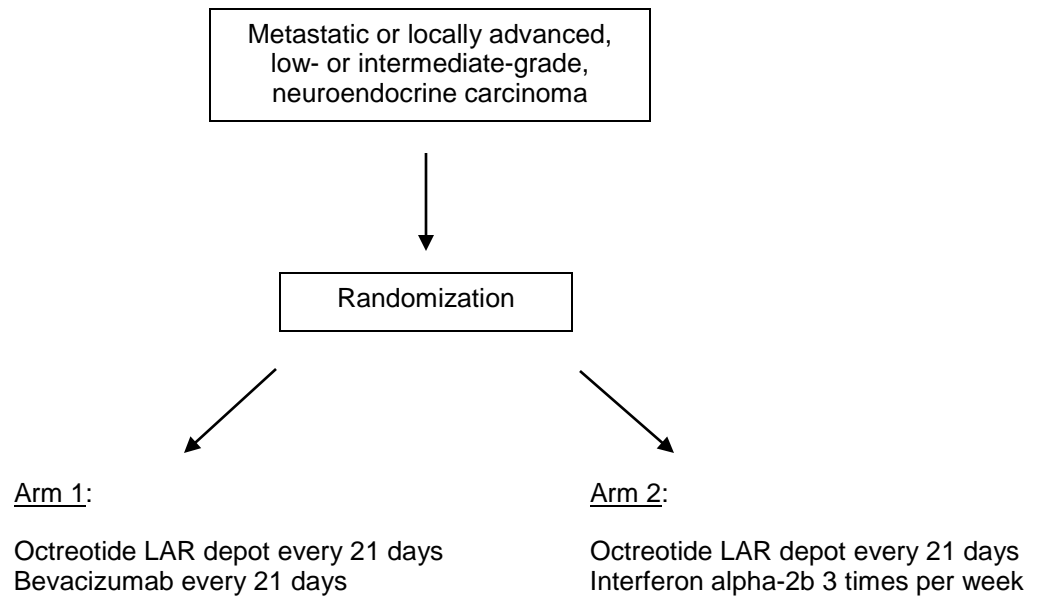 Metastatic or locally advanced,
low- or intermediate-grade,
neuroendocrine carcinoma
Randomization
Arm 1:
Octreotide LAR depot every 21 days
Bevacizumab every 21 days
Arm 2:
Octreotide LAR depot every 21 days
Interferon alpha-2b 3 times per week